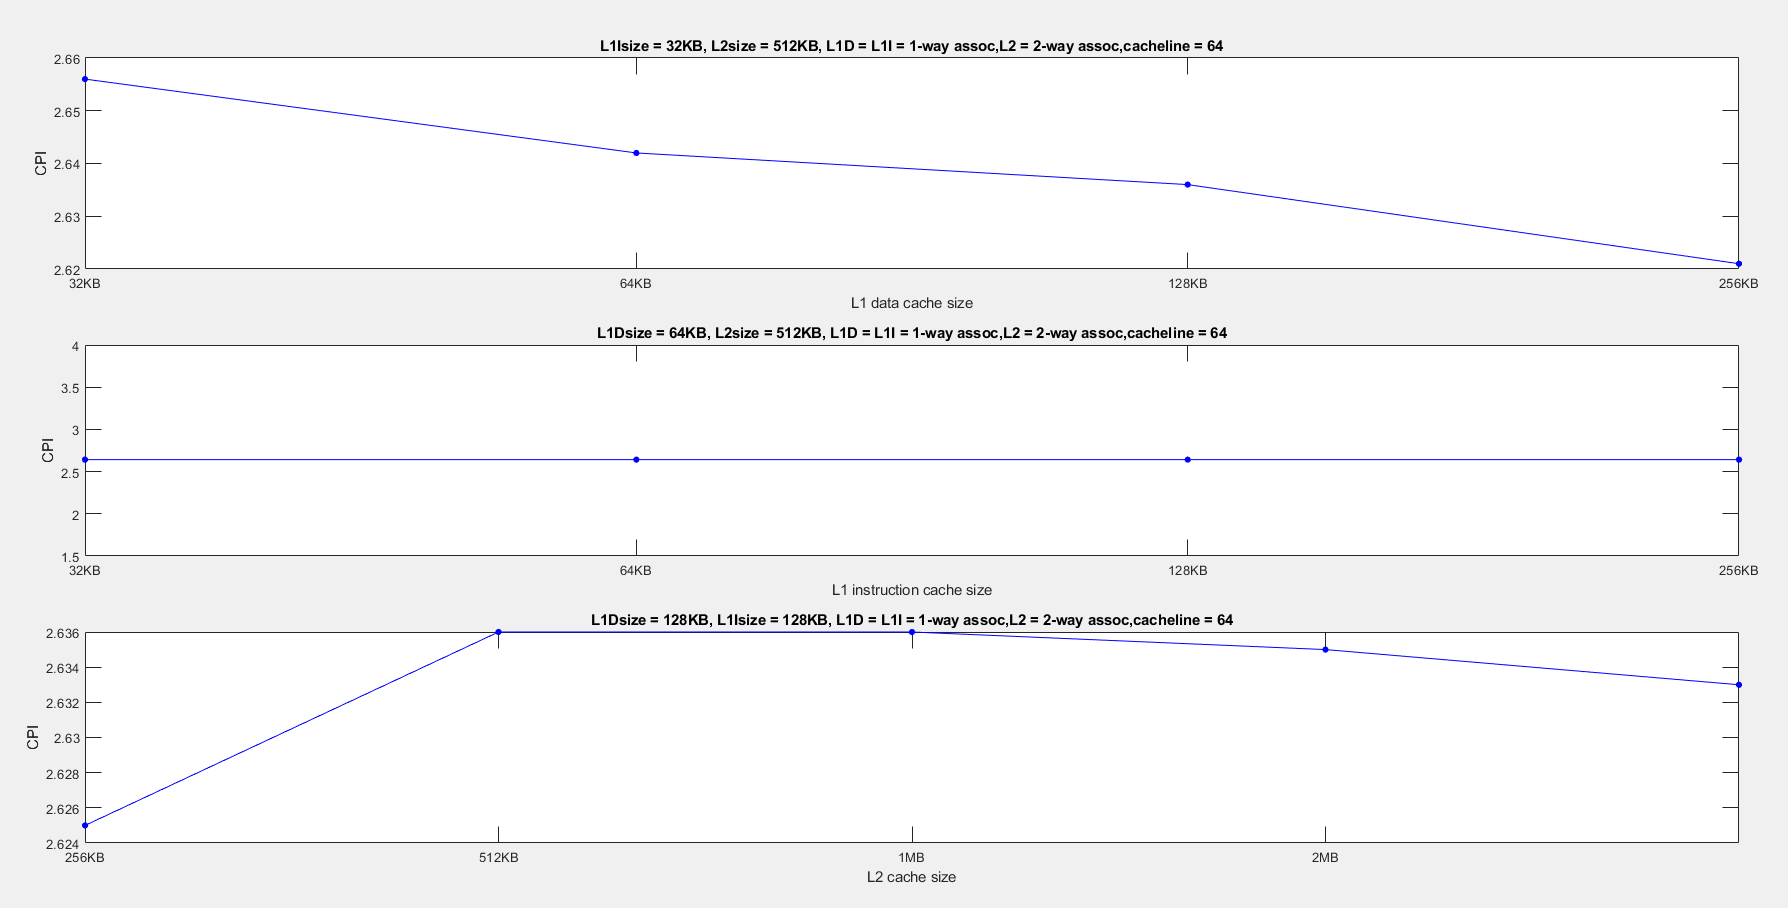 L1Isize = 32KB, L2size = 512KB, L1D = L1I = 1-way assoc,L2 = 2-way assoc,cacheline = 64
2.66
2.65
2.64
2.63
2.62
CPI
32KB 64KB 128KB 256KB
L1 data cache size
L1Dsize = 64KB, L2size = 512KB, L1D = L1I = 1-way assoc,L2 = 2-way assoc,cacheline = 64
4
3.5
3
2.5
2
1.5
CPI
32KB 64KB 128KB 256KB
L1 instruction cache size
L1Dsize = 128KB, L1Isize = 128KB, L1D = L1I = 1-way assoc,L2 = 2-way assoc,cacheline = 64
2.636
2.634
2.632
2.63
2.628
2.626
2.624
CPI
256KB 512KB 1MB 2MB
L2 cache size